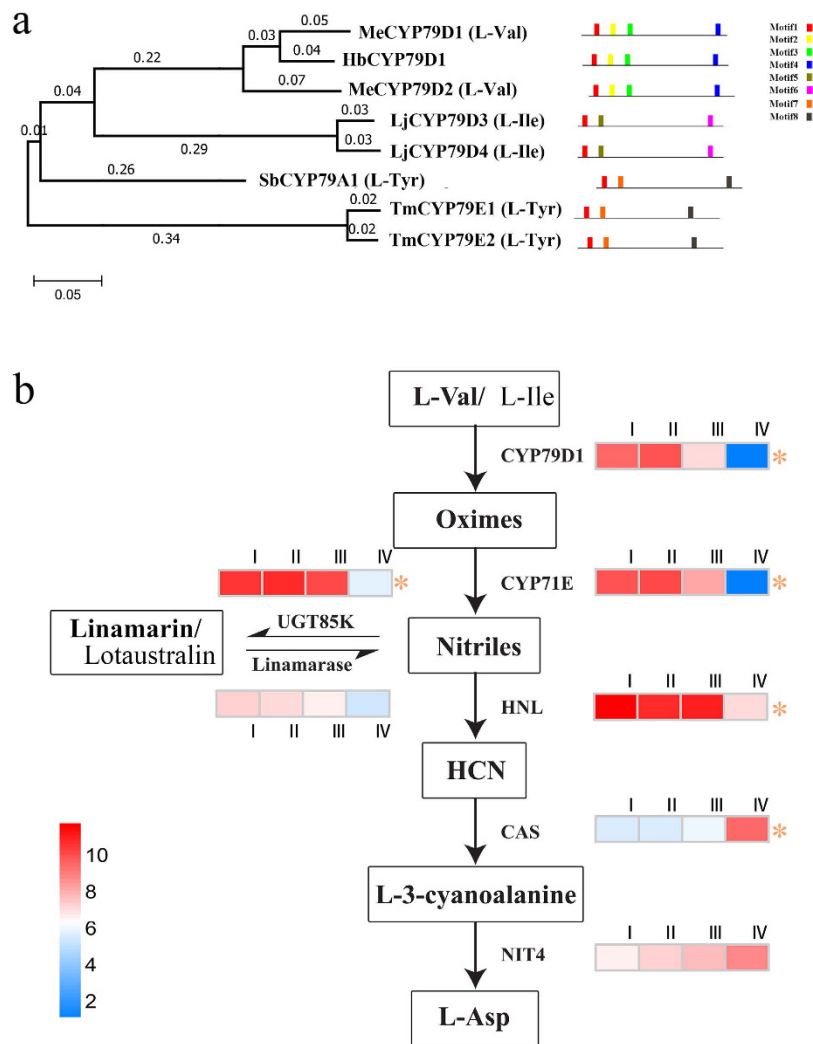 a
0.05
MeCYP79D1 (L-Val)
0.03
0.04
HbCYP79D1
0.22
0.07
MeCYP79D2 (L-Val)
0.04
0.03
LjCYP79D3 (L-Ile)
0.03
LjCYP79D4 (L-Ile)
0.29
0.01
0.26
SbCYP79A1 (L-Tyr)
0.02
TmCYP79E1 (L-Tyr)
0.02
TmCYP79E2 (L-Tyr)
0.34
0.05
Motif1
Motif2
Motif3
Motif4
Motif5
Motif6
Motif7
Motif8
b
L-Val/ L-Ile
CYP79D1
I II III IV
*
Oximes
I II III IV
*
CYP71E
I II III IV
*
Linamarin/
Lotaustralin
UGT85K
Linamarase
Nitriles
I II III IV
HNL
I II III IV
*
HCN
CAS
I II III IV
*
L-3-cyanoalanine
NIT4
I II III IV
L-Asp
10
8
6
4
2